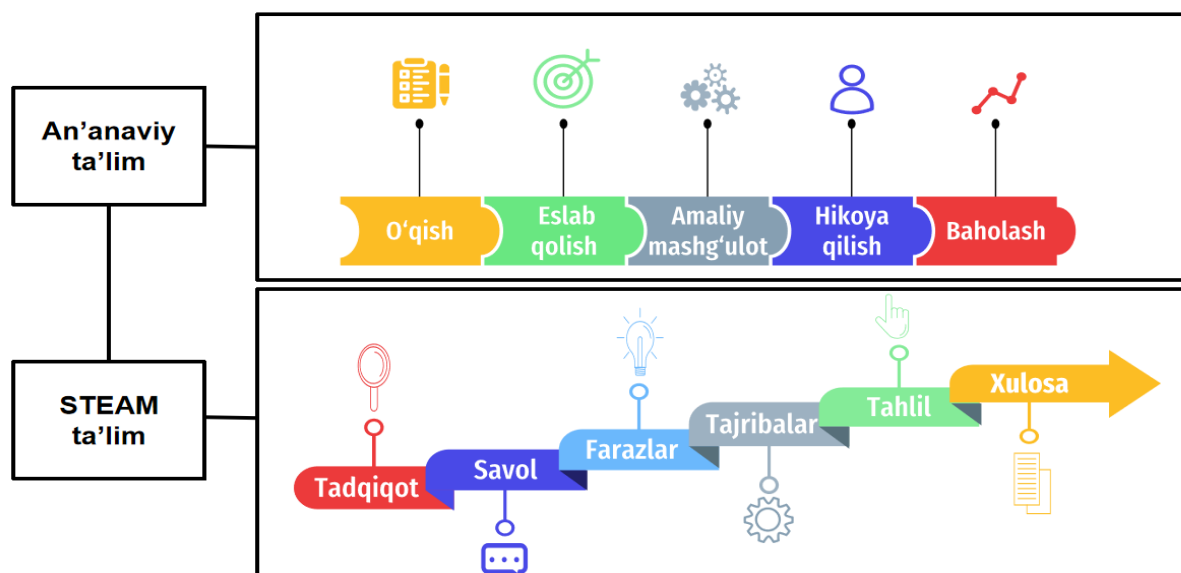 An’anaviy
ta’lim
O‘qish
Eslab
qolish
Amaliy
mashg‘ulot
Hikoya
qilish
Baholash
STEAM
ta’lim
Tadqiqot
Savol
Farazlar
Tajribalar
Tahlil
Xulosa